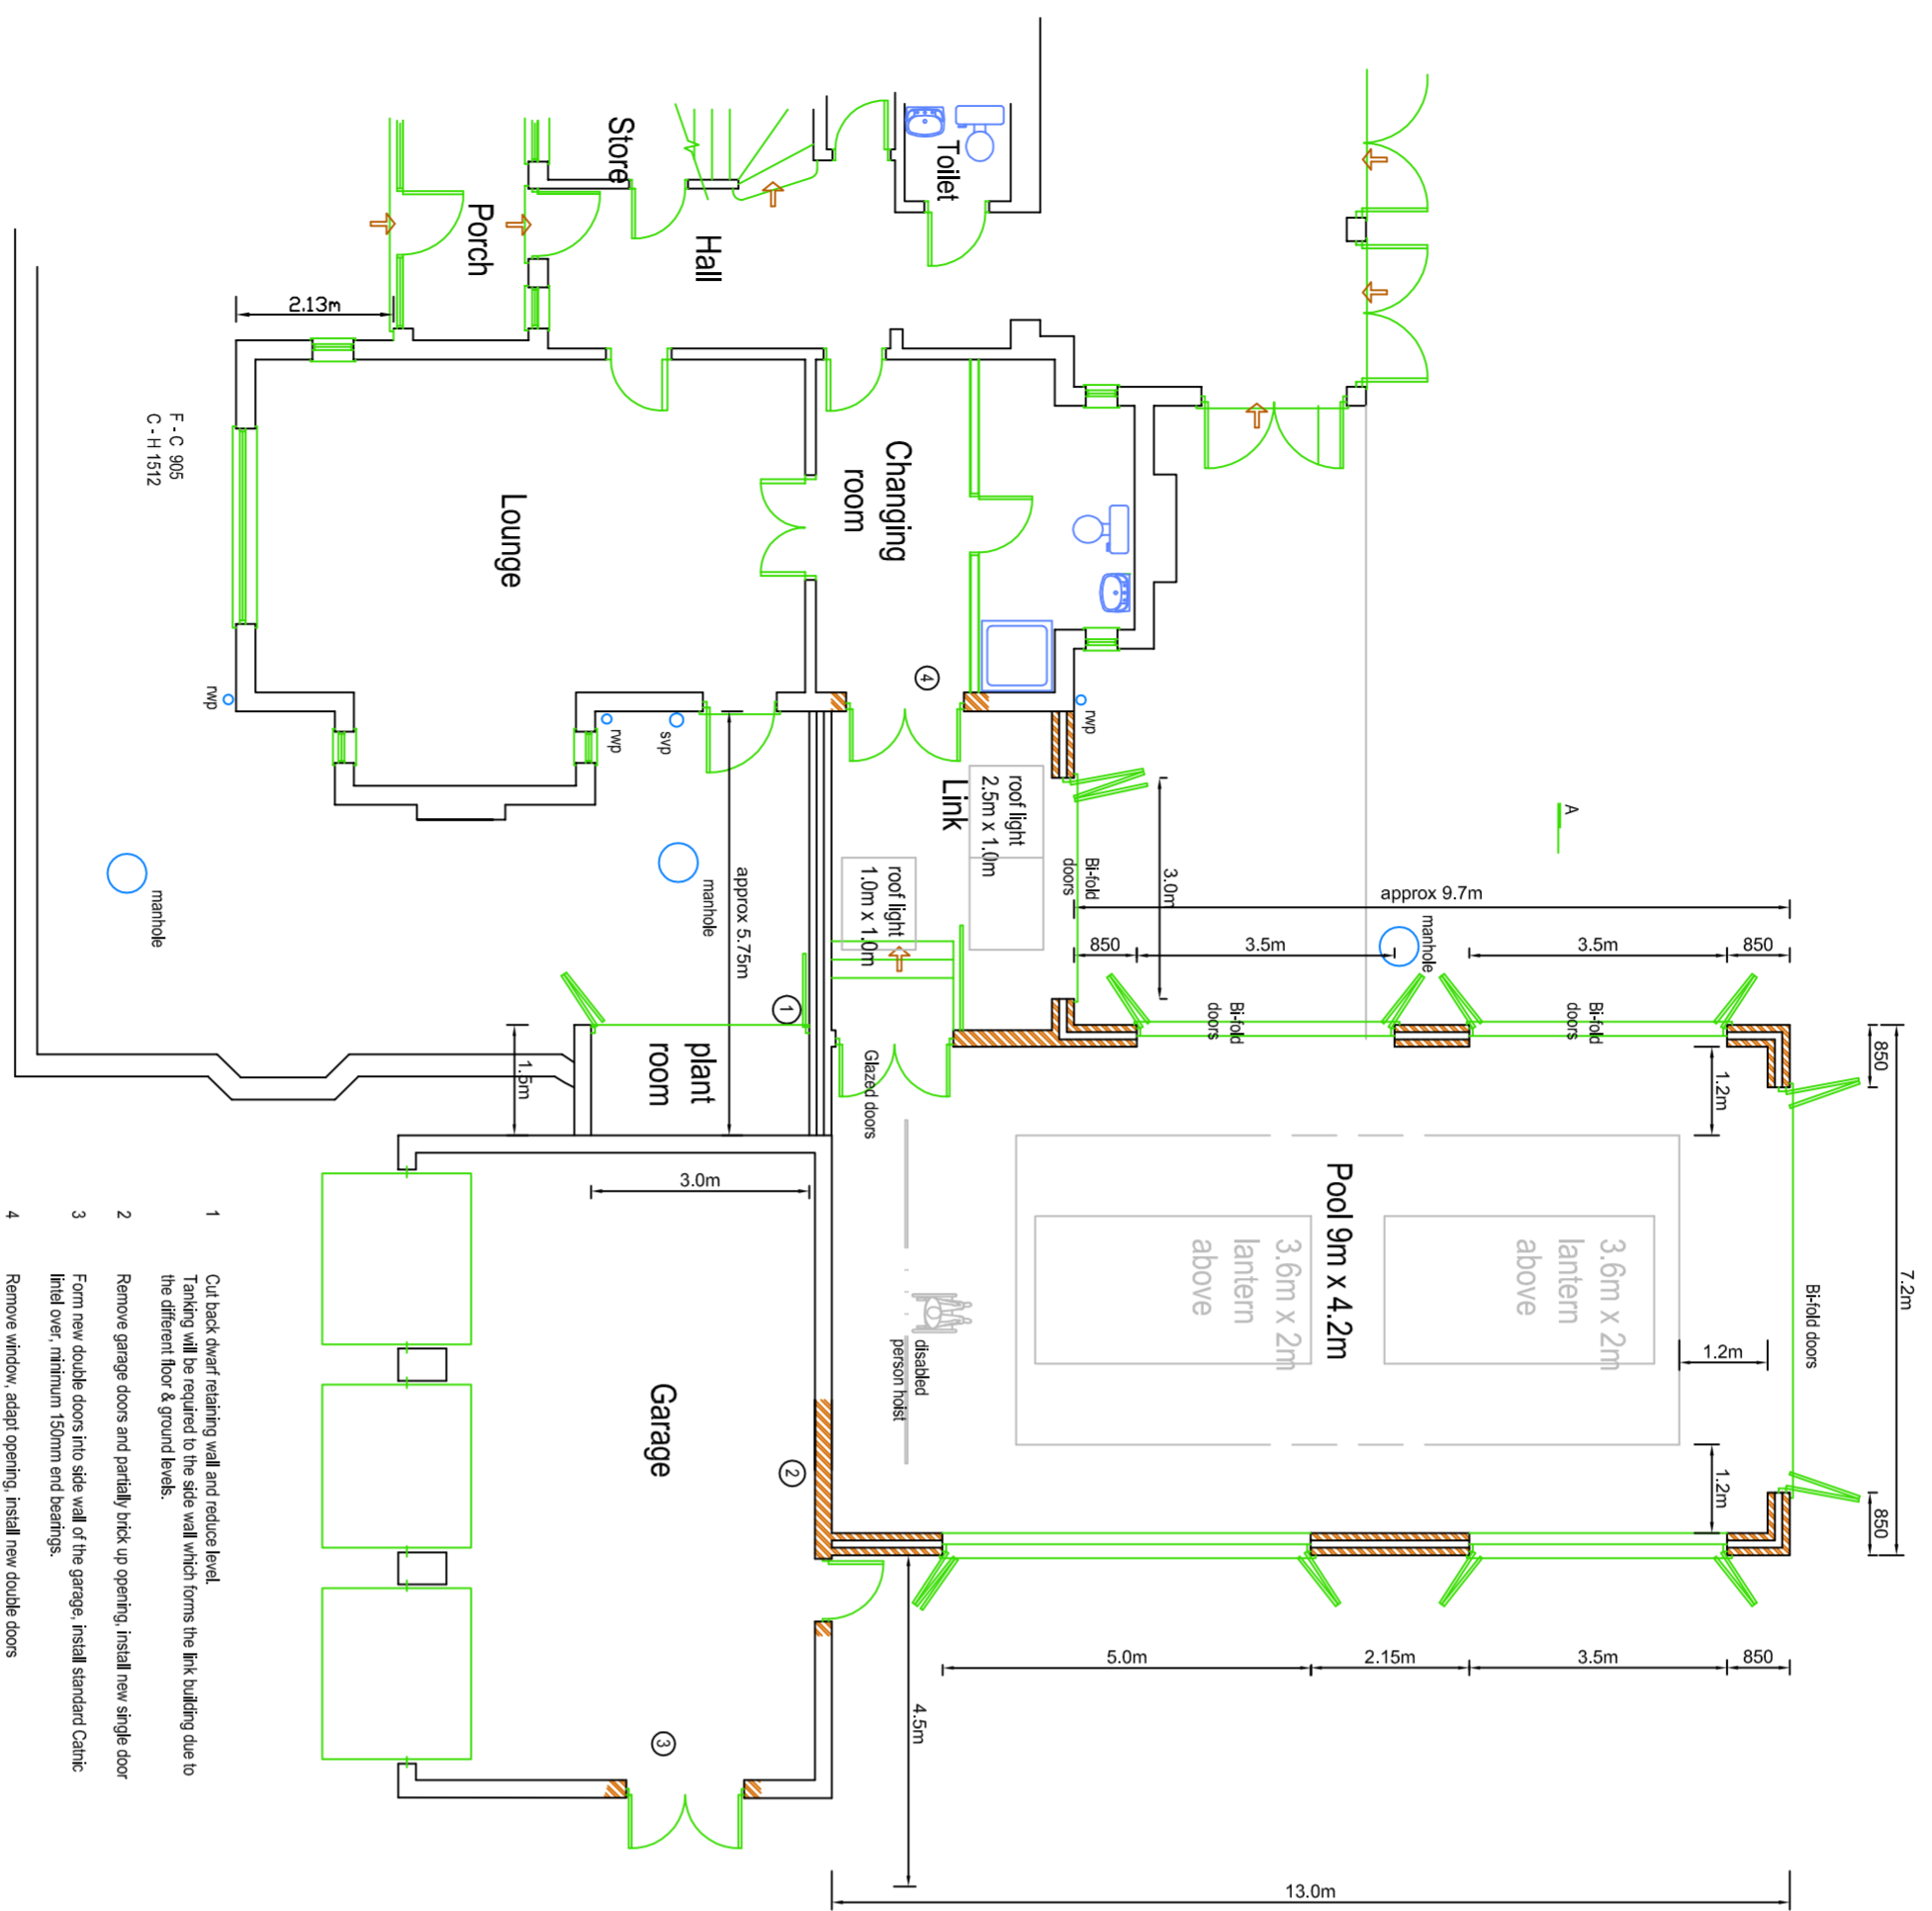 Toilet
Store
Hall
Porch
2.13m
F - C 905
C - H 1512
Lounge
Changing
room
4
rwp
rwp
svp
rwp
Link
roof light
2.5m x 1.0m
roof light
1.0m x 1.0m
Bi-fold
doors
3.0m
A
approx 9.7m
850
3.5m
manhole
3.5m
850
manhole
manhole
approx 5.75m
1
plant
room
1.5m
Glazed doors
Bi-fold
doors
Bi-fold
doors
850
1.2m
7.2m
Pool 9m x 4.2m
3.6m x 2m
lantern
above
3.6m x 2m
lantern
above
Bi-fold doors
1.2m
1.2m
850
disabled
person hoist
3.0m
Garage
2
3
5.0m
2.15m
3.5m
850
4.5m
13.0m
1 Cut back dwarf retaining wall and reduce level.
Tanking will be required to the side wall which forms the link building due to
the different floor & ground levels.
2 Remove garage doors and partially brick up opening, install new single door
3 Form new double doors into side wall of the garage, install standard Catnic
lintel over, minimum 150mm end bearings.
4 Remove window, adapt opening, install new double doors